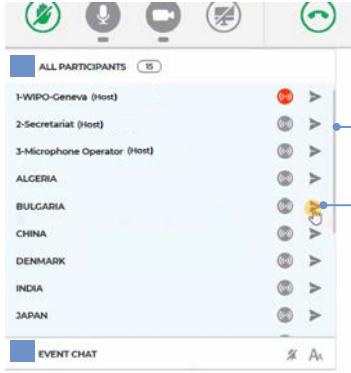 ALL PARTICIPANTS 15
1-WIPO-Geneva (Host)
2-Secretariat (Host)
3-Microphone Operator (Host)
ALGERIA
BULGARIA
CHINA
DENMARK
INDIA
JAPAN
EVENT CHAT AA